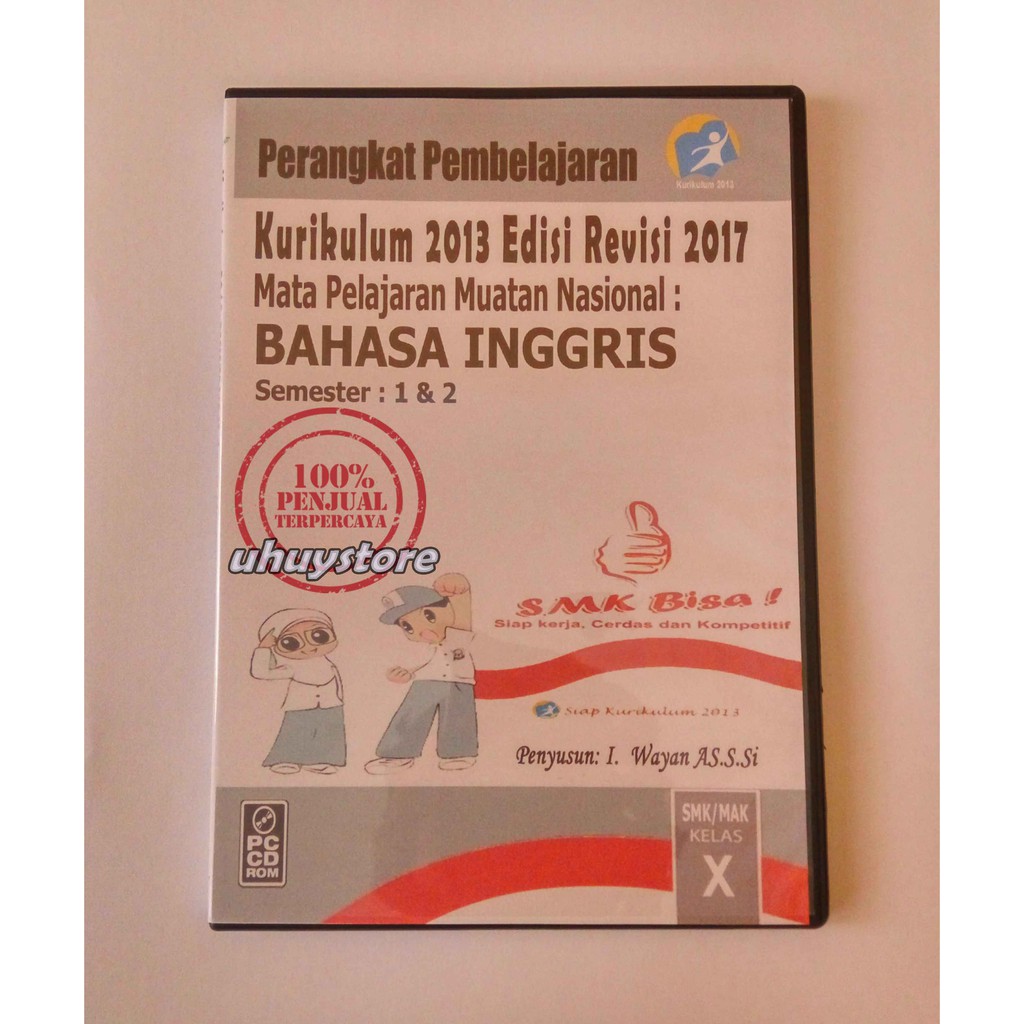 Perangkat Pembelajaran
Kurikulum 2013
Kurikulum 2013 Edisi Revisi 2017
Mata Pelajaran Muatan Nasional :
BAHASA INGGRIS
Semester : 1 & 2
100%
PENJUAL
TERPERCAYA
uhuystore
SMK Bisa !
Siap kerja, Cerdas dan Kompetitif
Siap Kurikulum 2013
Penyusun: I. Wayan AS.S.Si
PC
CD
ROM
SMK/MAK
KELAS
X